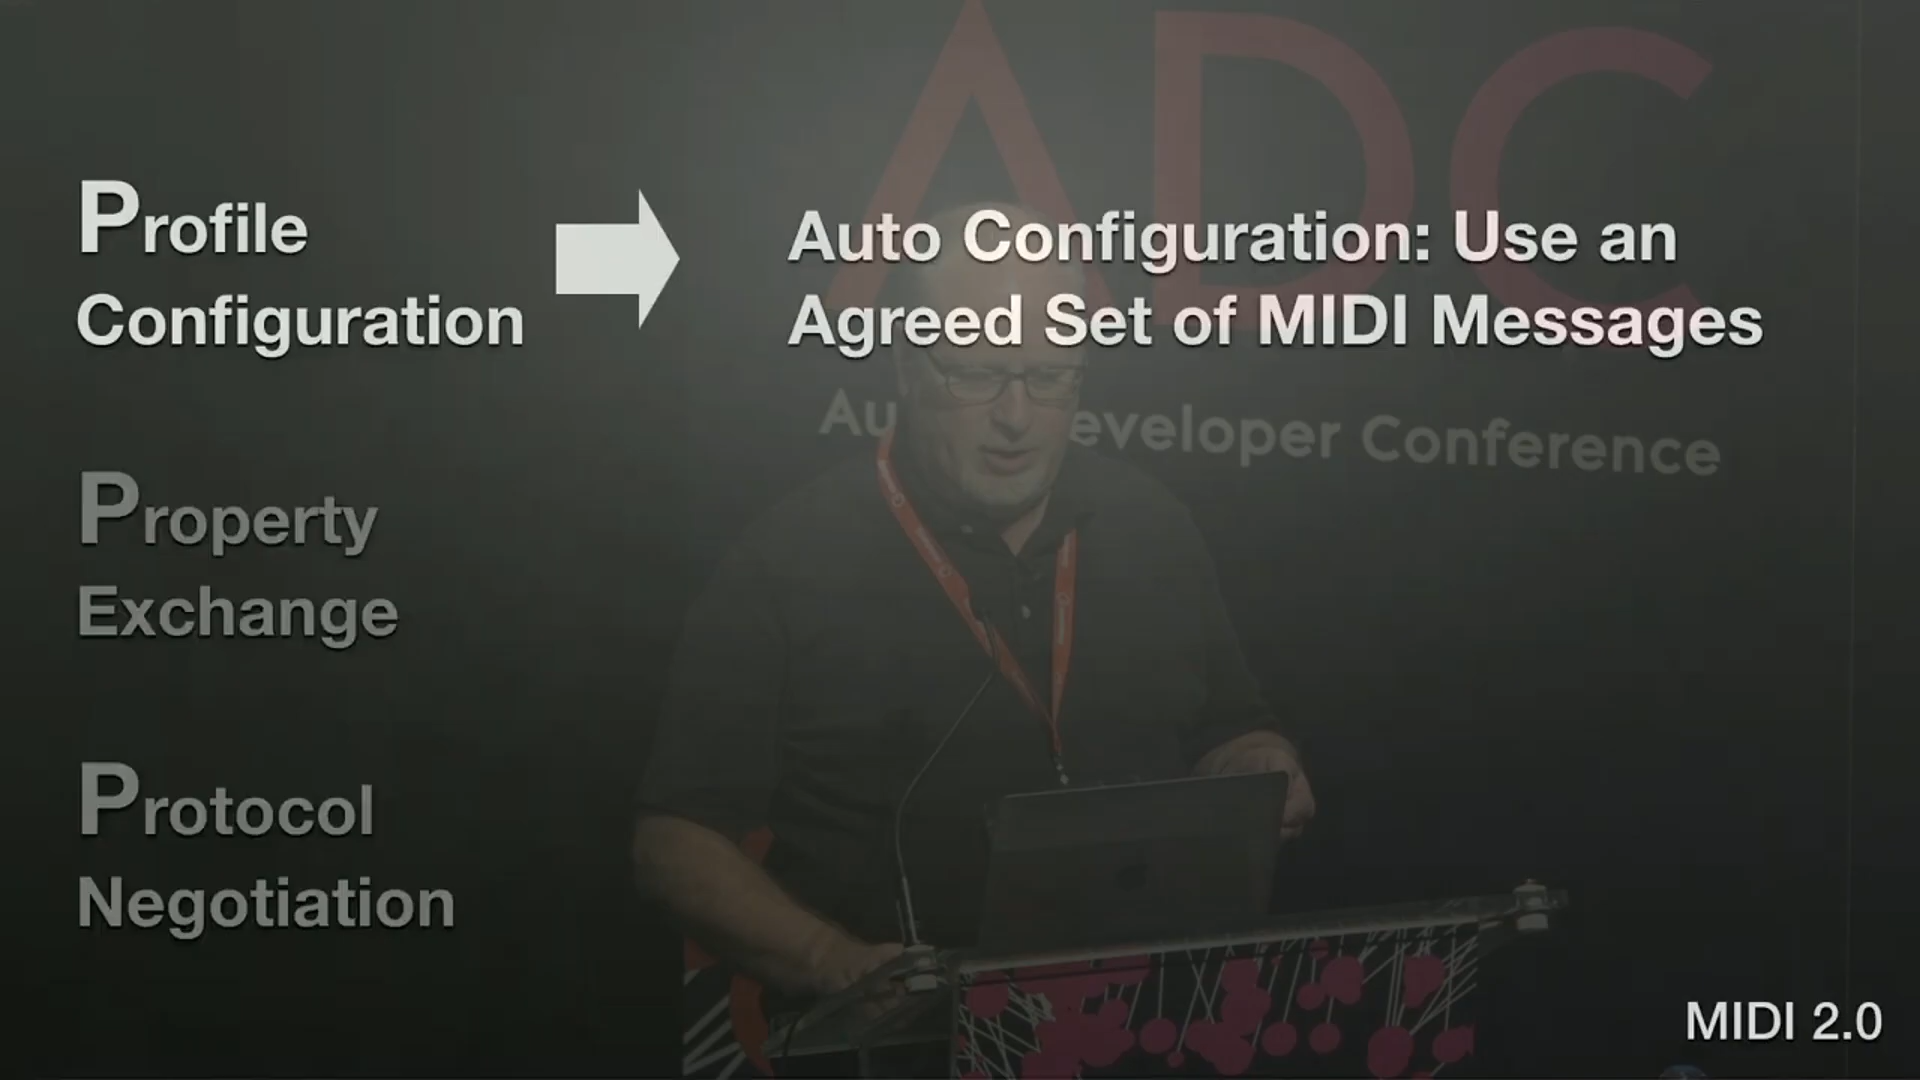 ADC
Profile
Configuration
Auto Configuration: Use an
Agreed Set of MIDI Messages
Au eveloper Conference
Property
Exchange
Protocol
Negotiation
MIDI 2.0